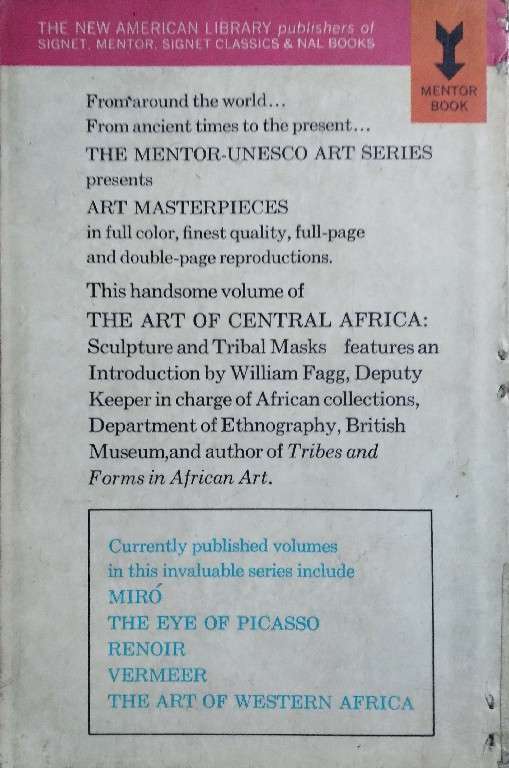 THE NEW AMERICAN LIBRARY publishers of
SIGNET, MENTOR, SIGNET CLASSICS & NAL BOOKS
MENTOR
BOOK
From around the world...
From ancient times to the present...
THE MENTOR-UNESCO ART SERIES
presents
ART MASTERPIECES
in full color, finest quality, full-page
and double-page reproductions.
This handsome volume of
THE ART OF CENTRAL AFRICA:
Sculpture and Tribal Masks features an
Introduction by William Fagg, Deputy
Keeper in charge of African collections,
Department of Ethnography, British
Museum,and author of Tribes and
Forms in African Art.
Currently published volumes
in this invaluable series include
MIRÓ
THE EYE OF PICASSO
RENOIR
VERMEER
THE ART OF WESTERN AFRICA